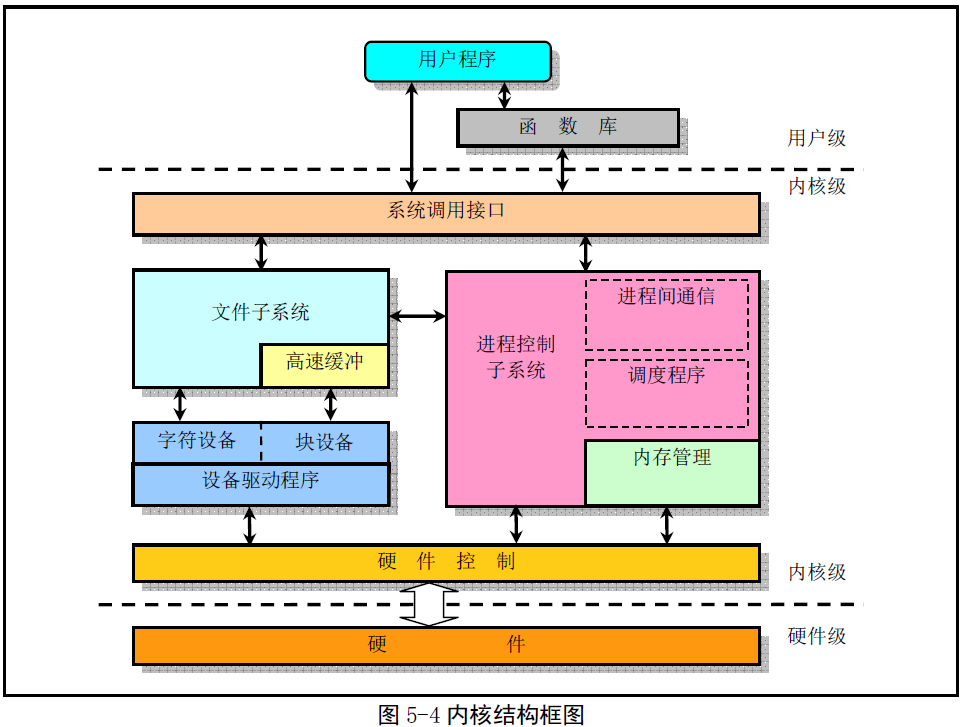 用户程序
函 数 库
用户级
内核级
系统调用接口
文件子系统
高速缓冲
进程控制
子系统
进程间通信
调度程序
内存管理
字符设备
块设备
设备驱动程序
硬 件 控 制
内核级
硬件级
硬 件
图 5-4 内核结构框图